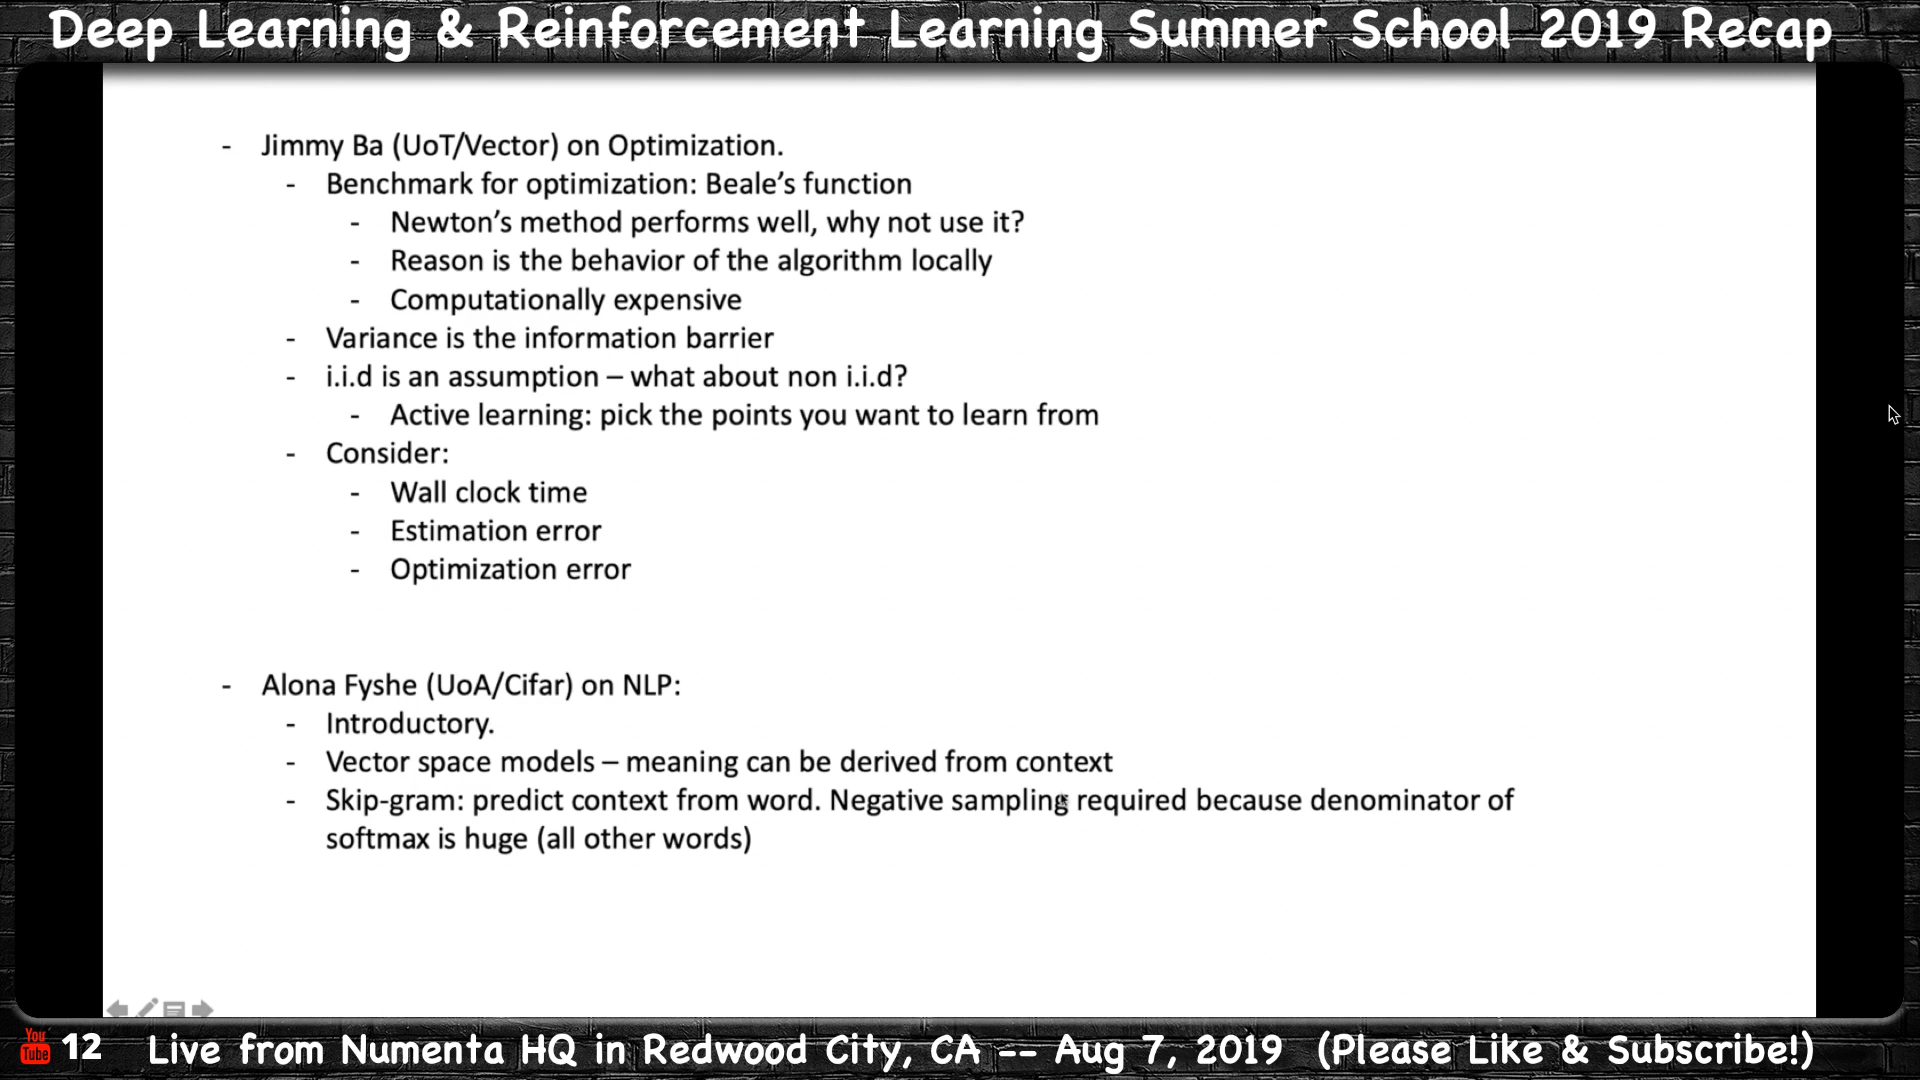 Deep Learning & Reinforcement Learning Summer School 2019 Recap
- Jimmy Ba (UoT/Vector) on Optimization.
- Benchmark for optimization: Beale's function
- Newton's method performs well, why not use it?
- Reason is the behavior of the algorithm locally
- Computationally expensive
- Variance is the information barrier
- i.i.d is an assumption – what about non i.i.d?
- Active learning: pick the points you want to learn from
- Consider:
- Wall clock time
- Estimation error
- Optimization error
- Alona Fyshe (UoA/Cifar) on NLP:
- Introductory.
- Vector space models – meaning can be derived from context
- Skip-gram: predict context from word. Negative sampling required because denominator of
softmax is huge (all other words)
You
Tube
12
Live from Numenta HQ in Redwood City, CA -- Aug 7, 2019 (Please Like & Subscribe!)